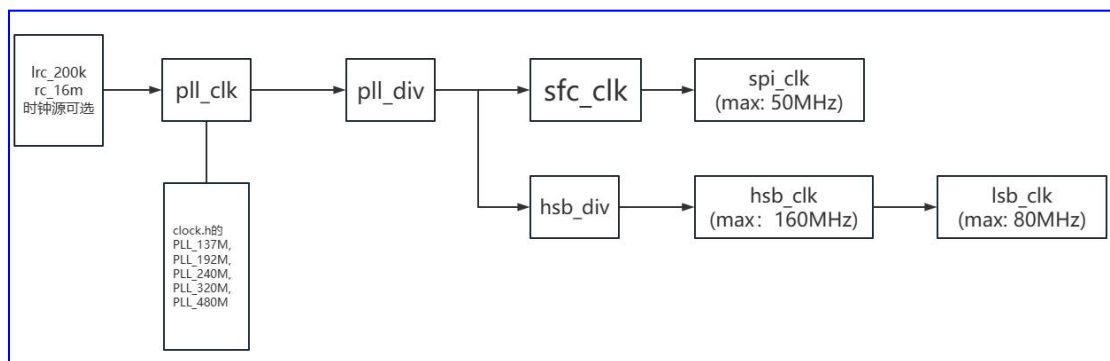 lrc_200k
rc_16m
时钟源可选
pll_clk
pll_div
sfc_clk
spi_clk
(max: 50MHz)
hsb_div
hsb_clk
(max：160MHz)
lsb_clk
(max: 80MHz)
clock.h的
PLL_137M,
PLL_192M,
PLL_240M,
PLL_320M,
PLL_480M